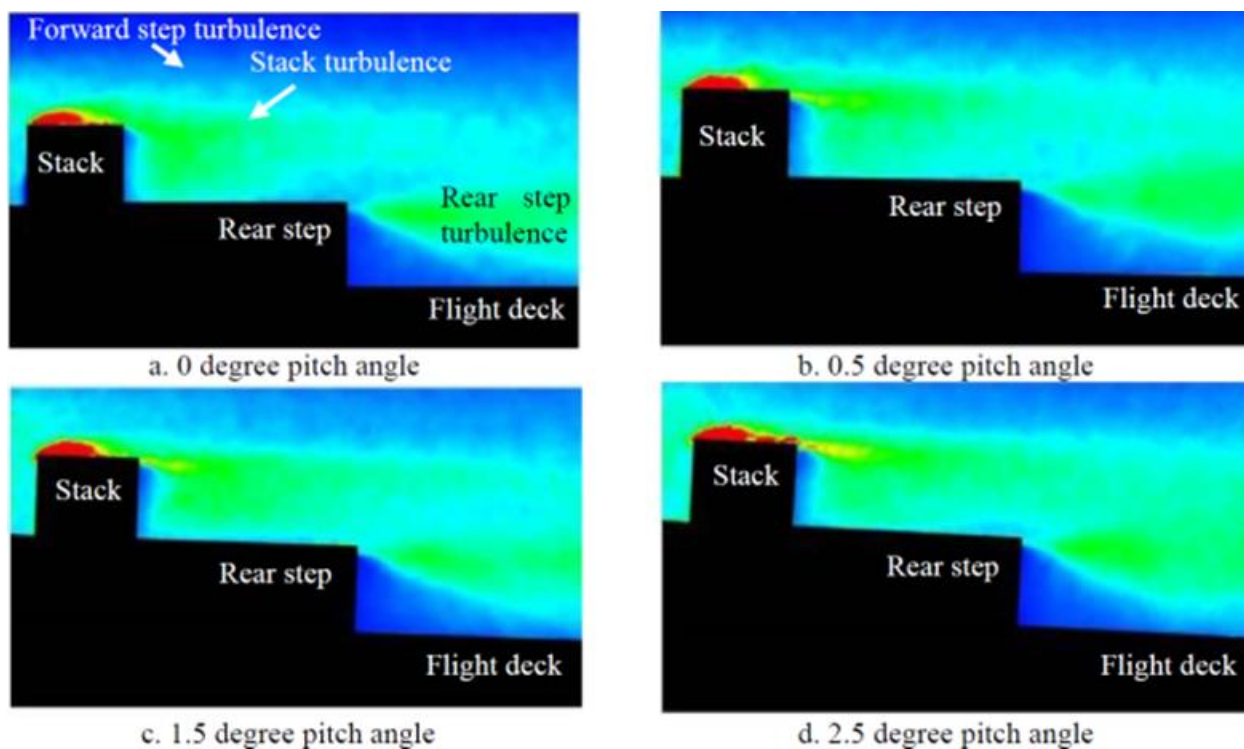 Forward step turbulence
Stack turbulence
Stack
Rear step
turbulence
Rear step
Flight deck
a. 0 degree pitch angle
Stack
Rear step
Flight deck
b. 0.5 degree pitch angle
Stack
Rear step
Flight deck
c. 1.5 degree pitch angle
Stack
Rear step
Flight deck
d. 2.5 degree pitch angle